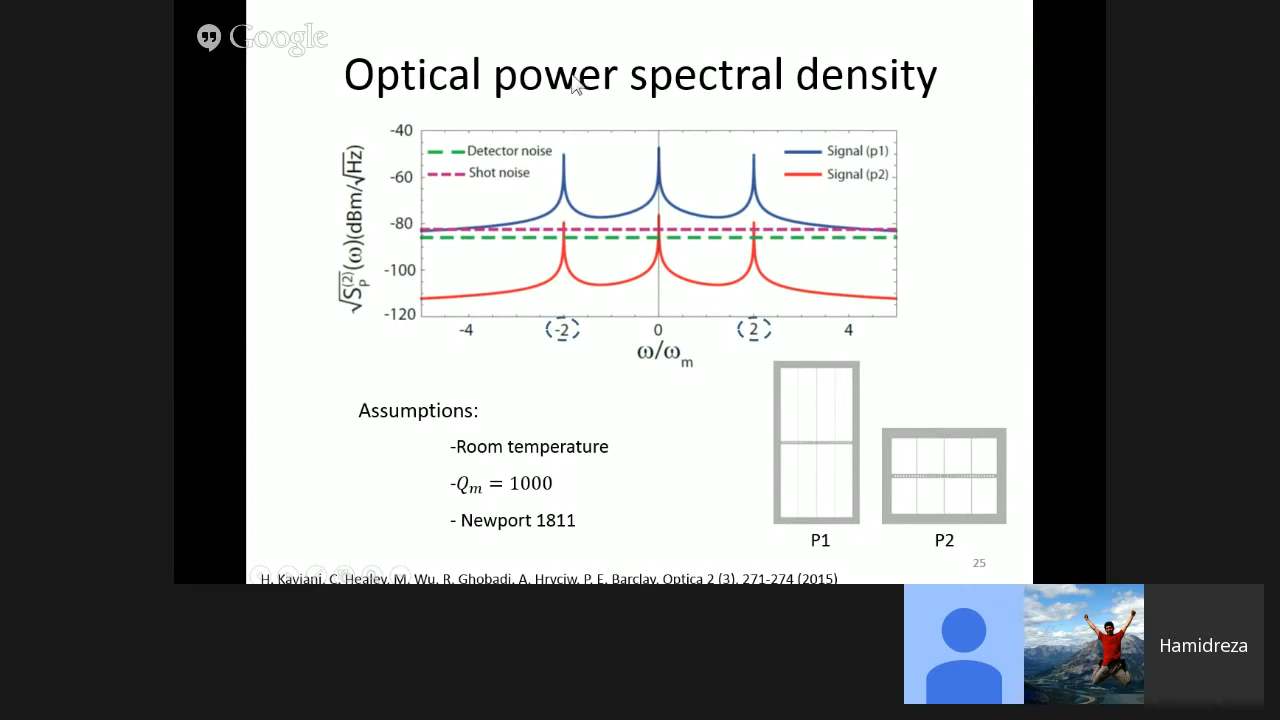 Google
Optical power spectral density
√S̅ₚ⁽²⁾(ω)(dBm/√Hz)
-40
-60
-80
-100
-120
Detector noise
Shot noise
Signal (p1)
Signal (p2)
-4
-2
0
2
4
ω/ωm
Assumptions:
-Room temperature
-Qm = 1000
- Newport 1811
P1
P2
25
H. Kaviani, C. Healey, M. Wu, R. Ghobadi, A. Hryciw, P. E. Barclay, Optica 2 (3), 271-274 (2015)
Hamidreza